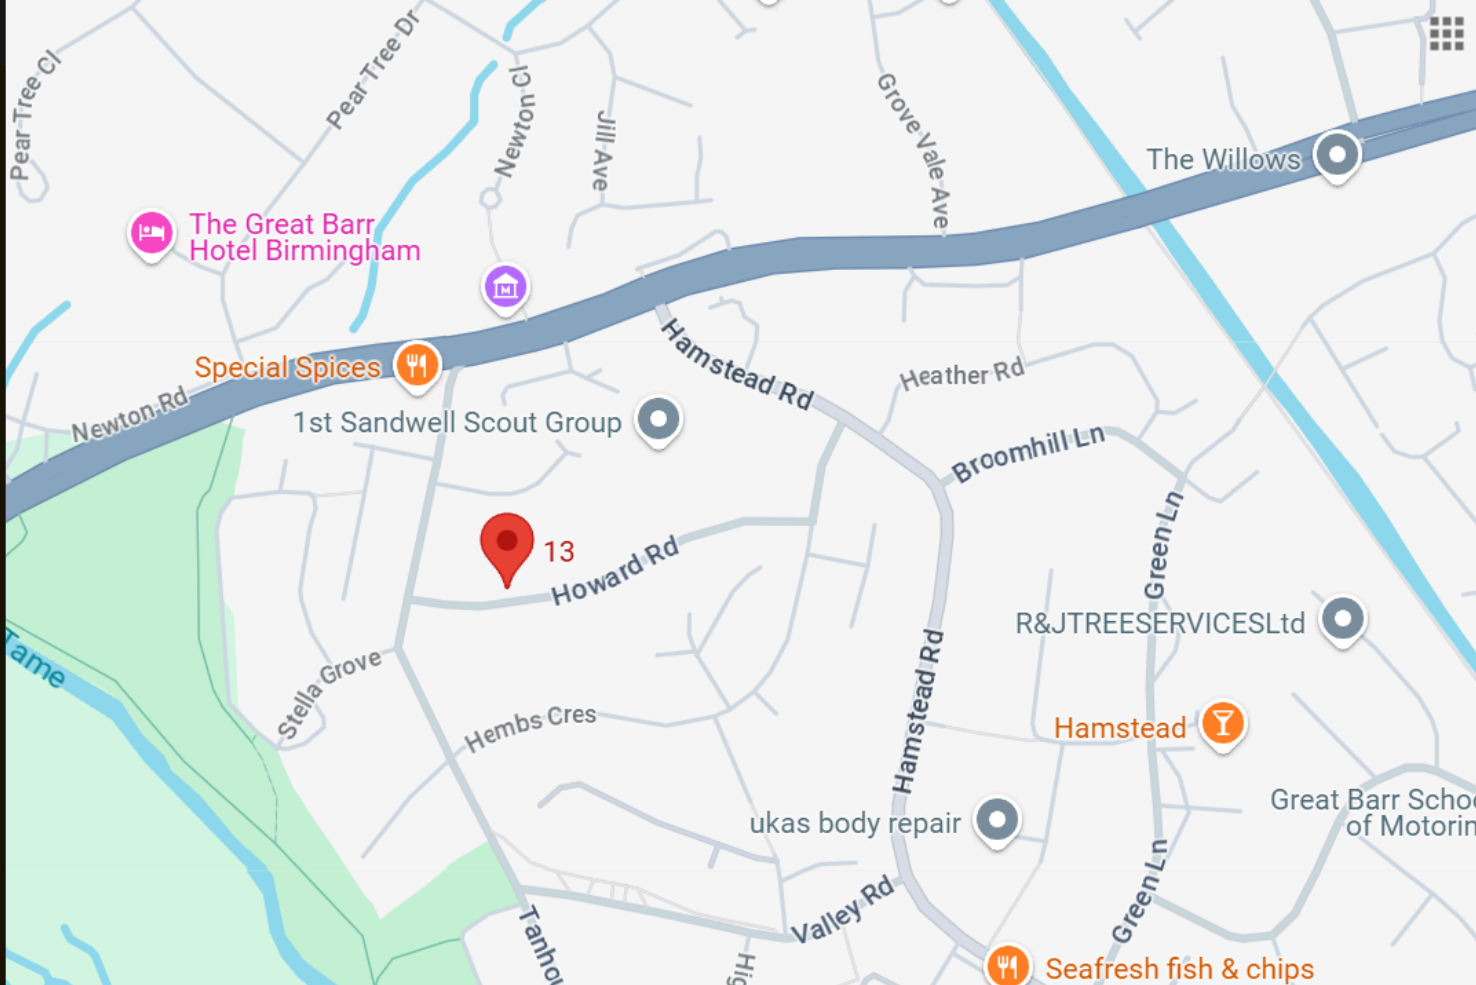 Pear Tree Cl
Pear Tree Dr
Newton Cl
Jill Ave
Grove Vale Ave
The Willows
The Great Barr
Hotel Birmingham
Special Spices
Newton Rd
Hamstead Rd
Heather Rd
1st Sandwell Scout Group
Broomhill Ln
Green Ln
13
Howard Rd
R&JTREESERVICESLtd
Tame
Stella Grove
Hamstead Rd
Hembs Cres
Hamstead
ukas body repair
Great Barr Schoo
of Motorin
Green Ln
Valley Rd
Tanhou
Hig
Seafresh fish & chips